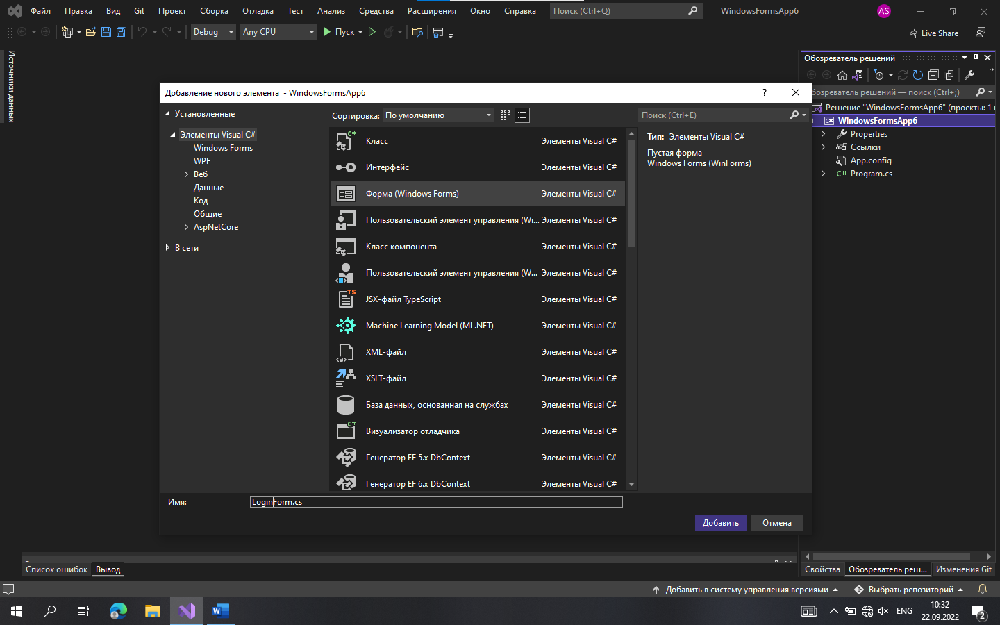 Файл Правка Вид Git Проект Сборка Отладка Тест Анализ Средства Расширения Окно Справка Поиск (Ctrl+Q) WindowsFormsApp6 AS
Debug Any CPU Пуск Live Share
Источники данных
Обозреватель решений
Обозреватель решений — поиск (Ctrl+;)
Решение "WindowsFormsApp6" (проекты: 1
WindowsFormsApp6
Properties
Ссылки
App.config
C# Program.cs
Добавление нового элемента - WindowsFormsApp6 ?
Установленные
Элементы Visual C#
Windows Forms
WPF
Веб
Данные
Код
Общие
AspNetCore
В сети
Сортировка: По умолчанию
Поиск (Ctrl+E)
Класс Элементы Visual C#
Интерфейс Элементы Visual C#
Форма (Windows Forms) Элементы Visual C#
Пользовательский элемент управления (Wi... Элементы Visual C#
Класс компонента Элементы Visual C#
Пользовательский элемент управления (W... Элементы Visual C#
JSX-файл TypeScript Элементы Visual C#
Machine Learning Model (ML.NET) Элементы Visual C#
XML-файл Элементы Visual C#
XSLT-файл Элементы Visual C#
База данных, основанная на службах Элементы Visual C#
Визуализатор отладчика Элементы Visual C#
Генератор EF 5.x DbContext Элементы Visual C#
Генератор EF 6.x DbContext Элементы Visual C#
Тип: Элементы Visual C#
Пустая форма
Windows Forms (WinForms)
Имя: LoginForm.cs
Добавить Отмена
Список ошибок Вывод
Свойства Обозреватель реш... Изменения Git
Добавить в систему управления версиями Выбрать репозиторий
ENG
10:32
22.09.2022
2